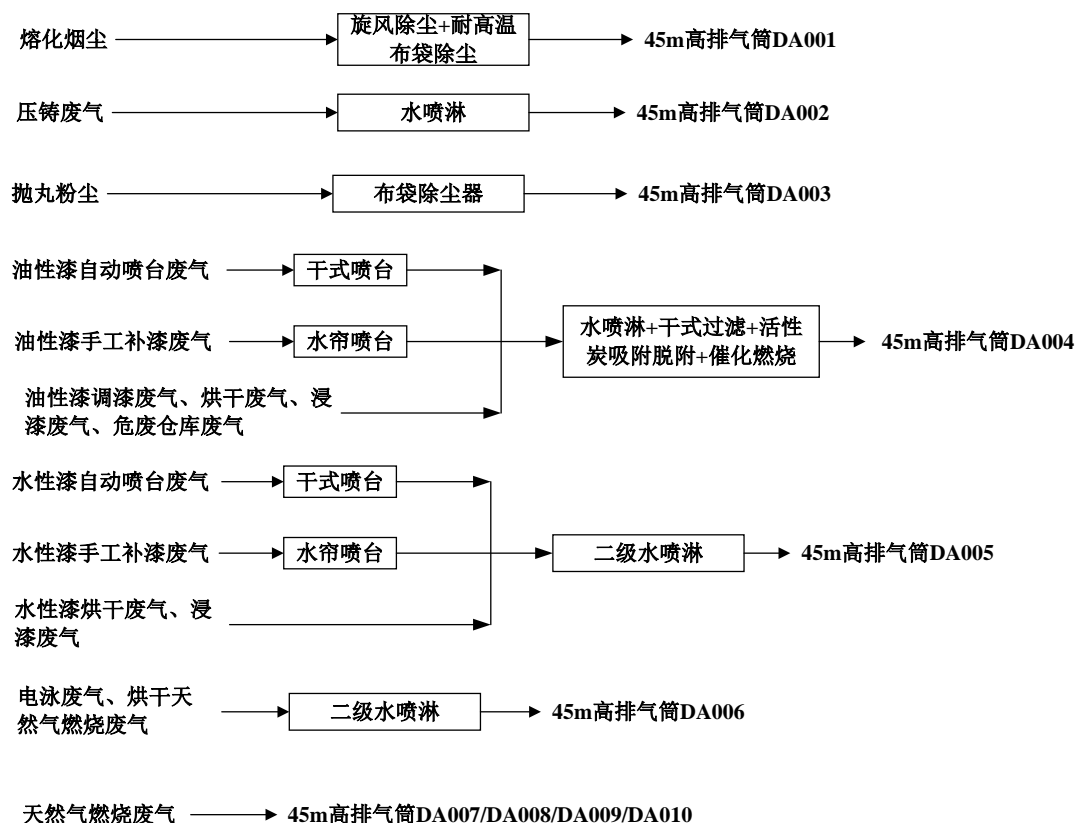 熔化烟尘
旋风除尘+耐高温
布袋除尘
45m高排气筒DA001
压铸废气
水喷淋
45m高排气筒DA002
抛丸粉尘
布袋除尘器
45m高排气筒DA003
油性漆自动喷台废气
干式喷台
油性漆手工补漆废气
水帘喷台
水喷淋+干式过滤+活性
炭吸附脱附+催化燃烧
45m高排气筒DA004
油性漆调漆废气、烘干废气、浸
漆废气、危废仓库废气
水性漆自动喷台废气
干式喷台
水性漆手工补漆废气
水帘喷台
二级水喷淋
45m高排气筒DA005
水性漆烘干废气、浸
漆废气
电泳废气、烘干天
然气燃烧废气
二级水喷淋
45m高排气筒DA006
天然气燃烧废气
45m高排气筒DA007/DA008/DA009/DA010